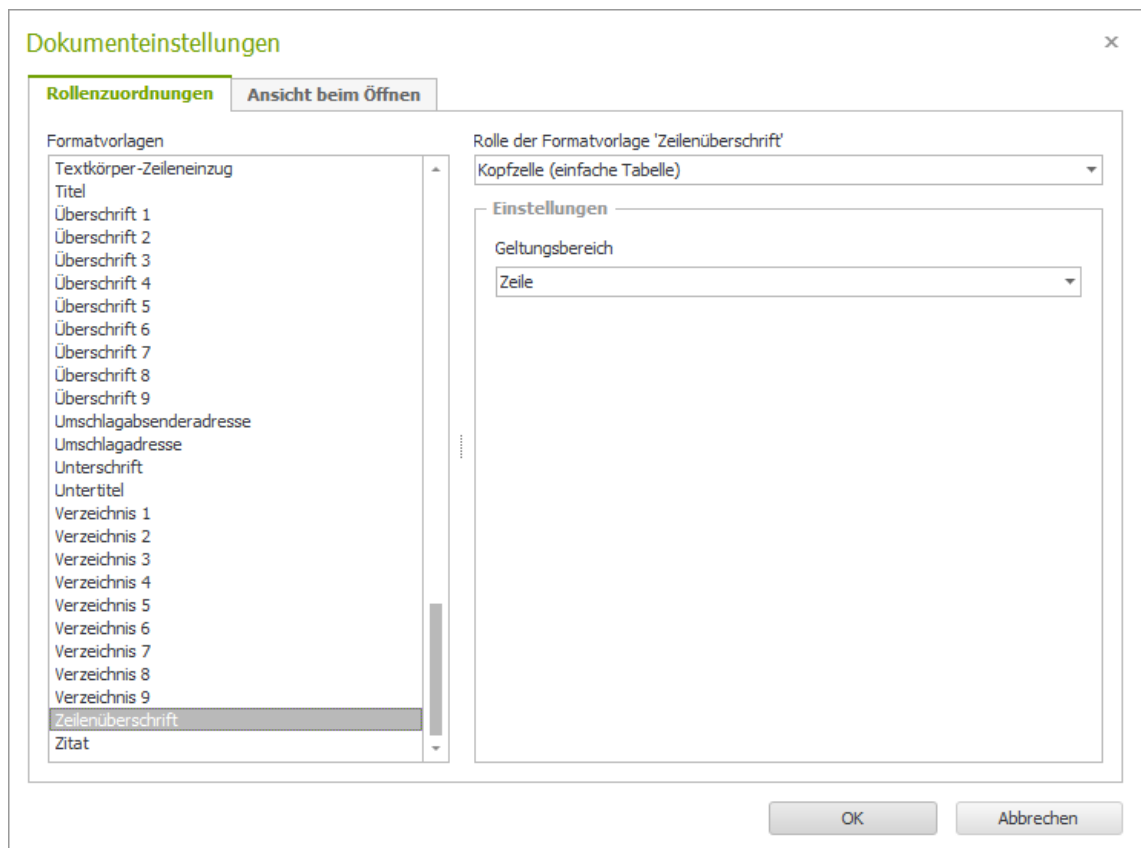 Dokumenteinstellungen
Rollenzuordnungen
Ansicht beim Öffnen
Formatvorlagen
Textkörper-Zeileneinzug
Titel
Überschrift 1
Überschrift 2
Überschrift 3
Überschrift 4
Überschrift 5
Überschrift 6
Überschrift 7
Überschrift 8
Überschrift 9
Umschlagabsenderadresse
Umschlagadresse
Unterschrift
Untertitel
Verzeichnis 1
Verzeichnis 2
Verzeichnis 3
Verzeichnis 4
Verzeichnis 5
Verzeichnis 6
Verzeichnis 7
Verzeichnis 8
Verzeichnis 9
Zeilenüberschrift
Zitat
Rolle der Formatvorlage 'Zeilenüberschrift'
Kopfzelle (einfache Tabelle)
Einstellungen
Geltungsbereich
Zeile
OK
Abbrechen